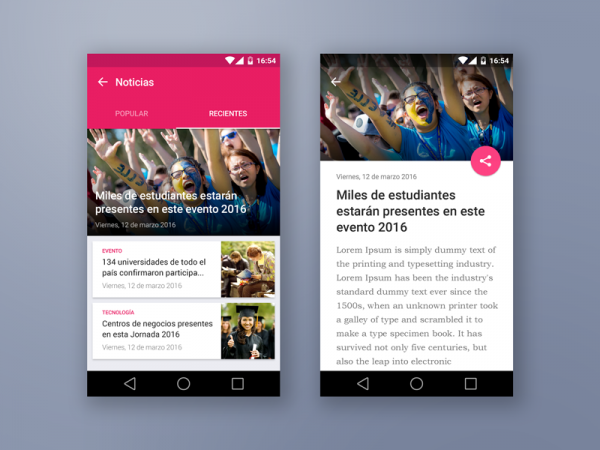 16:54
Noticias
POPULAR RECIENTES
Miles de estudiantes estarán
presentes en este evento 2016
Viernes, 12 de marzo 2016
EVENTO
134 universidades de todo el
país confirmaron participa...
Viernes, 12 de marzo 2016
TECNOLOGÍA
Centros de negocios presentes
en esta Jornada 2016
Viernes, 12 de marzo 2016
16:54
Viernes, 12 de marzo 2016
Miles de estudiantes
estarán presentes en este
evento 2016
Lorem Ipsum is simply dummy text of
the printing and typesetting industry.
Lorem Ipsum has been the industry's
standard dummy text ever since the
1500s, when an unknown printer took
a galley of type and scrambled it to
make a type specimen book. It has
survived not only five centuries, but
also the leap into electronic